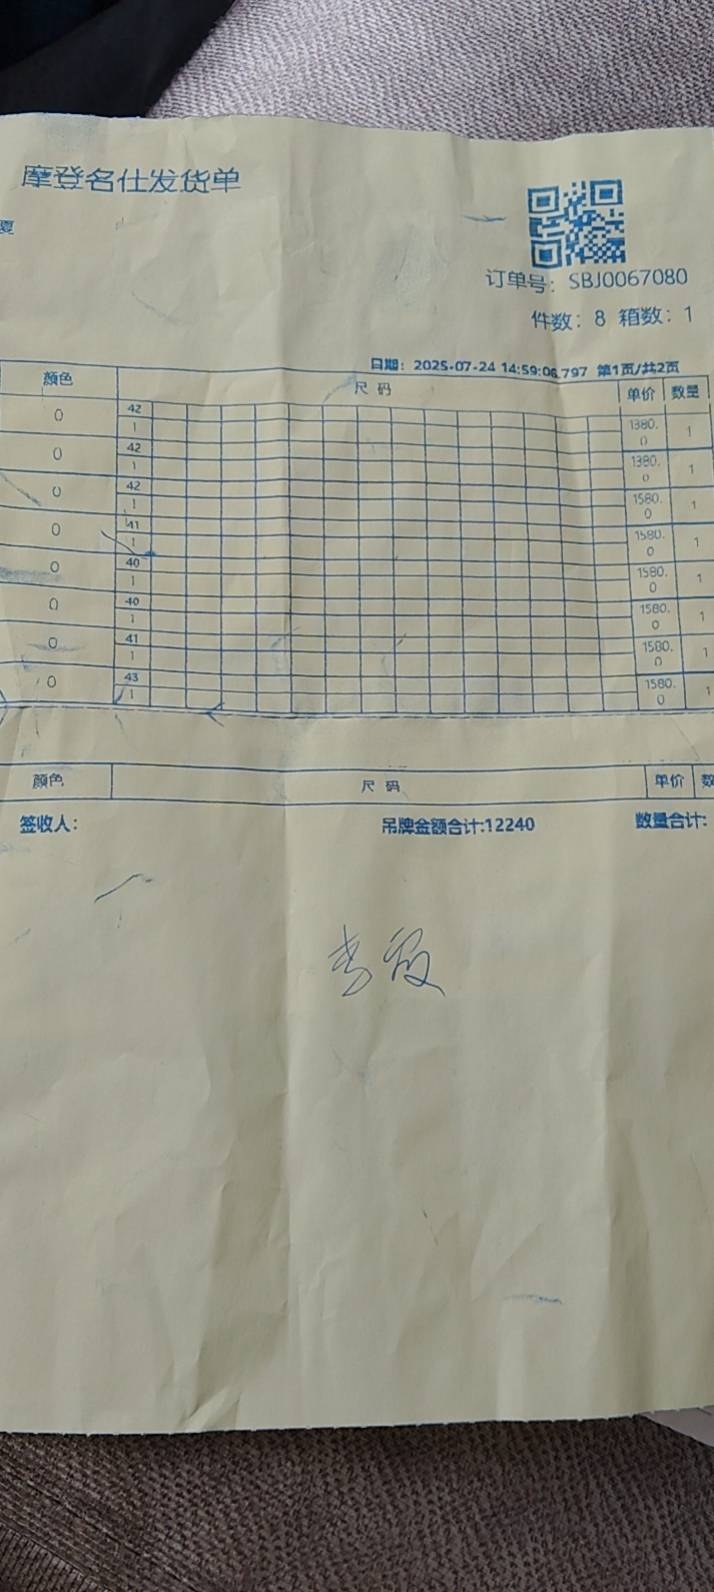 摩登名仕发货单
夏
订单号：SBJ0067080
件数：8 箱数：1
日期：2025-07-24 14:59:06.797 第1页/共2页
颜色 尺 码 单价 数量
0 42 1 1380.0 1
0 42 1 1380.0 1
0 42 1 1580.0 1
0 41 1 1580.0 1
0 40 1 1580.0 1
0 40 1 1580.0 1
0 41 1 1580.0 1
0 43 1 1580.0 1
颜色 尺 码 单价 数
签收人： 吊牌金额合计:12240 数量合计: